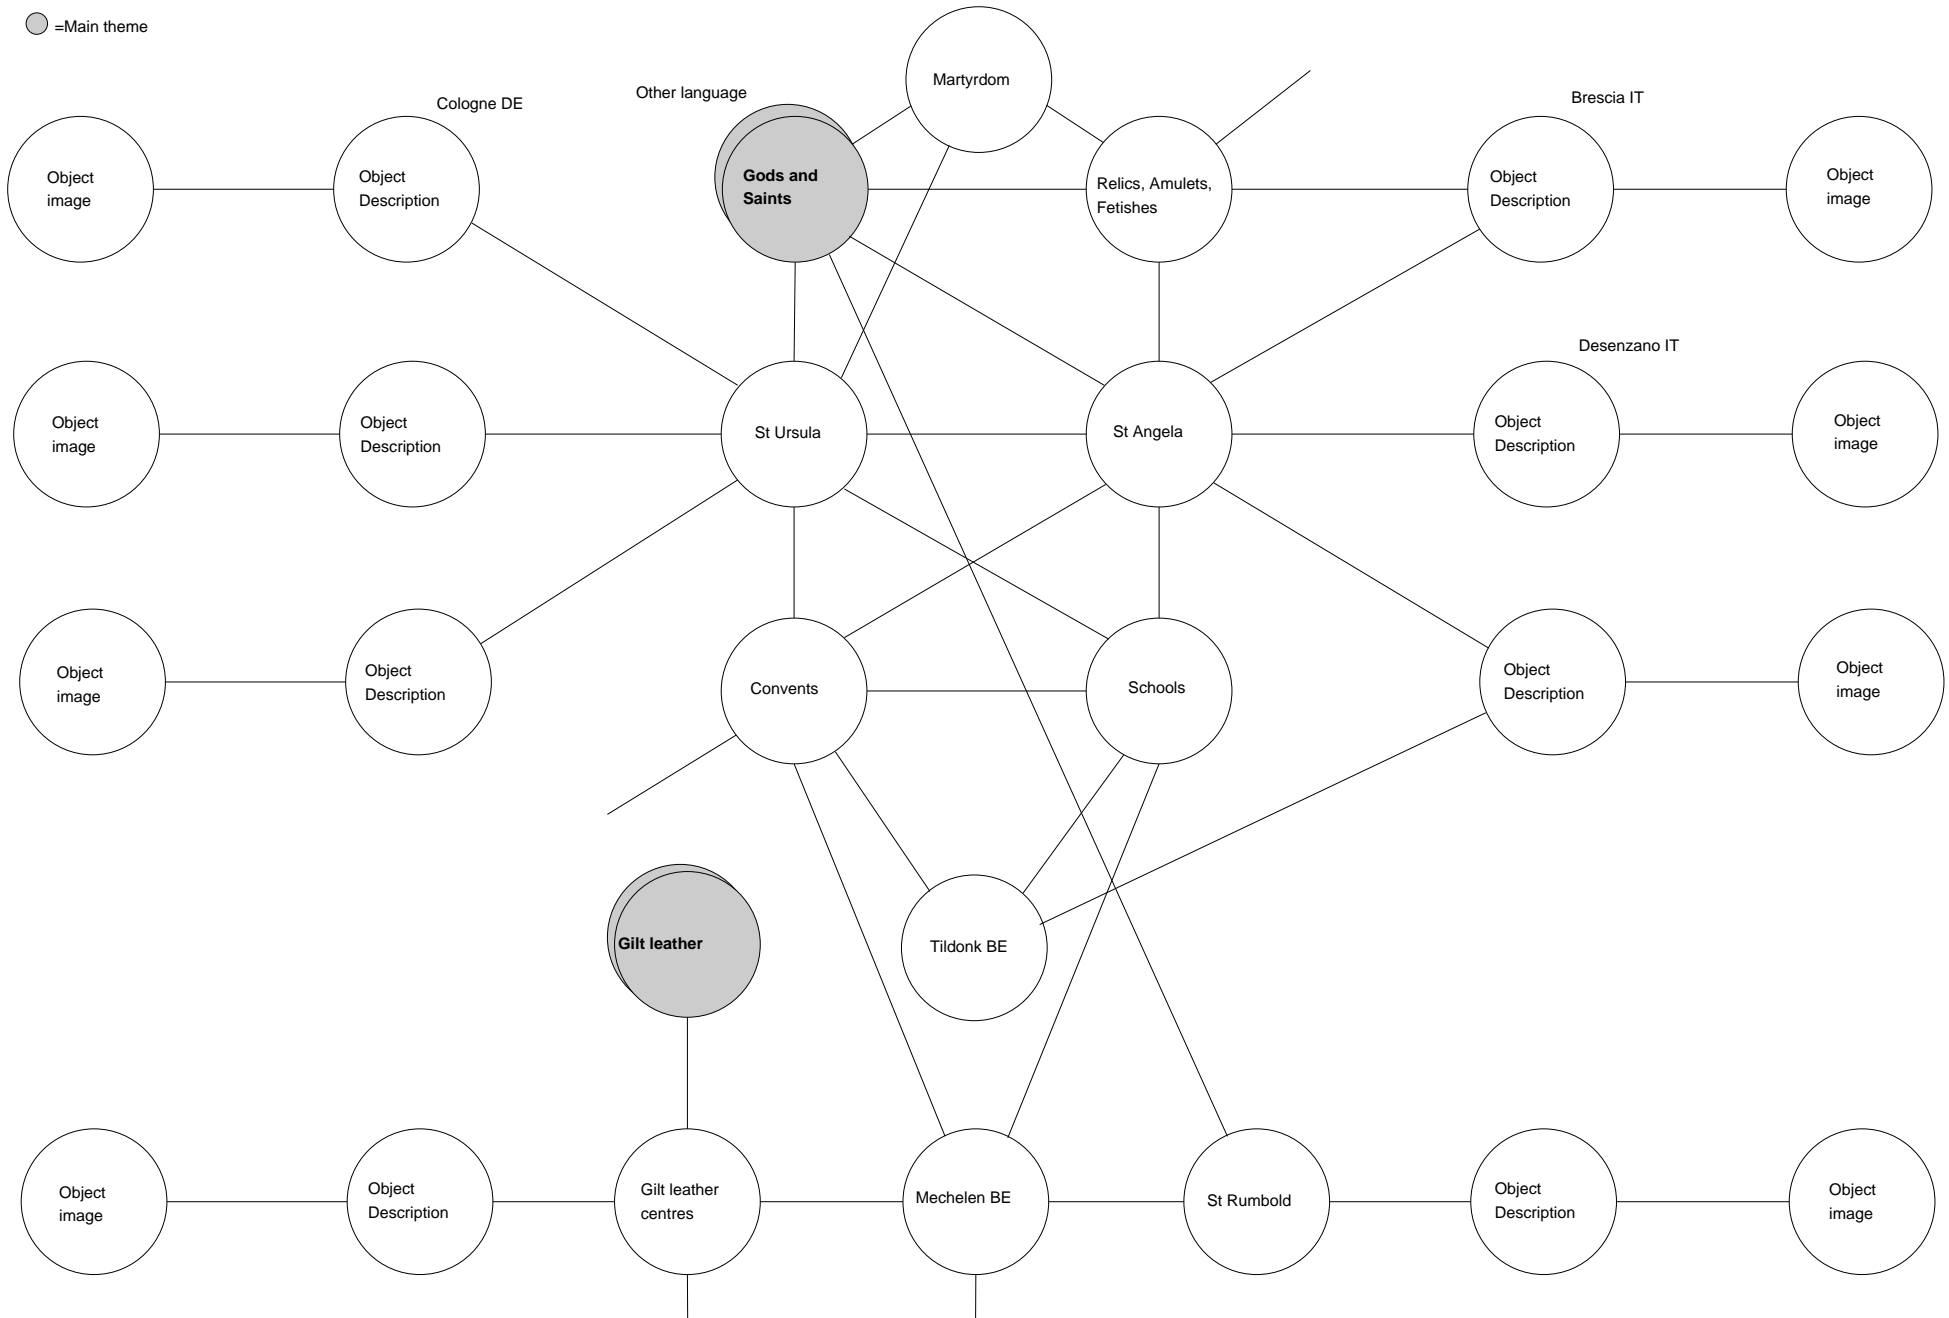 =Main theme
Martyrdom
Cologne DE
Other language
Brescia IT
Object
image
Object
Description
Gods and
Saints
Relics, Amulets,
Fetishes
Object
Description
Object
image
Desenzano IT
Object
image
Object
Description
St Ursula
St Angela
Object
Description
Object
image
Object
image
Object
Description
Convents
Schools
Object
Description
Object
image
Gilt leather
Tildonk BE
Object
image
Object
Description
Gilt leather
centres
Mechelen BE
St Rumbold
Object
Description
Object
image